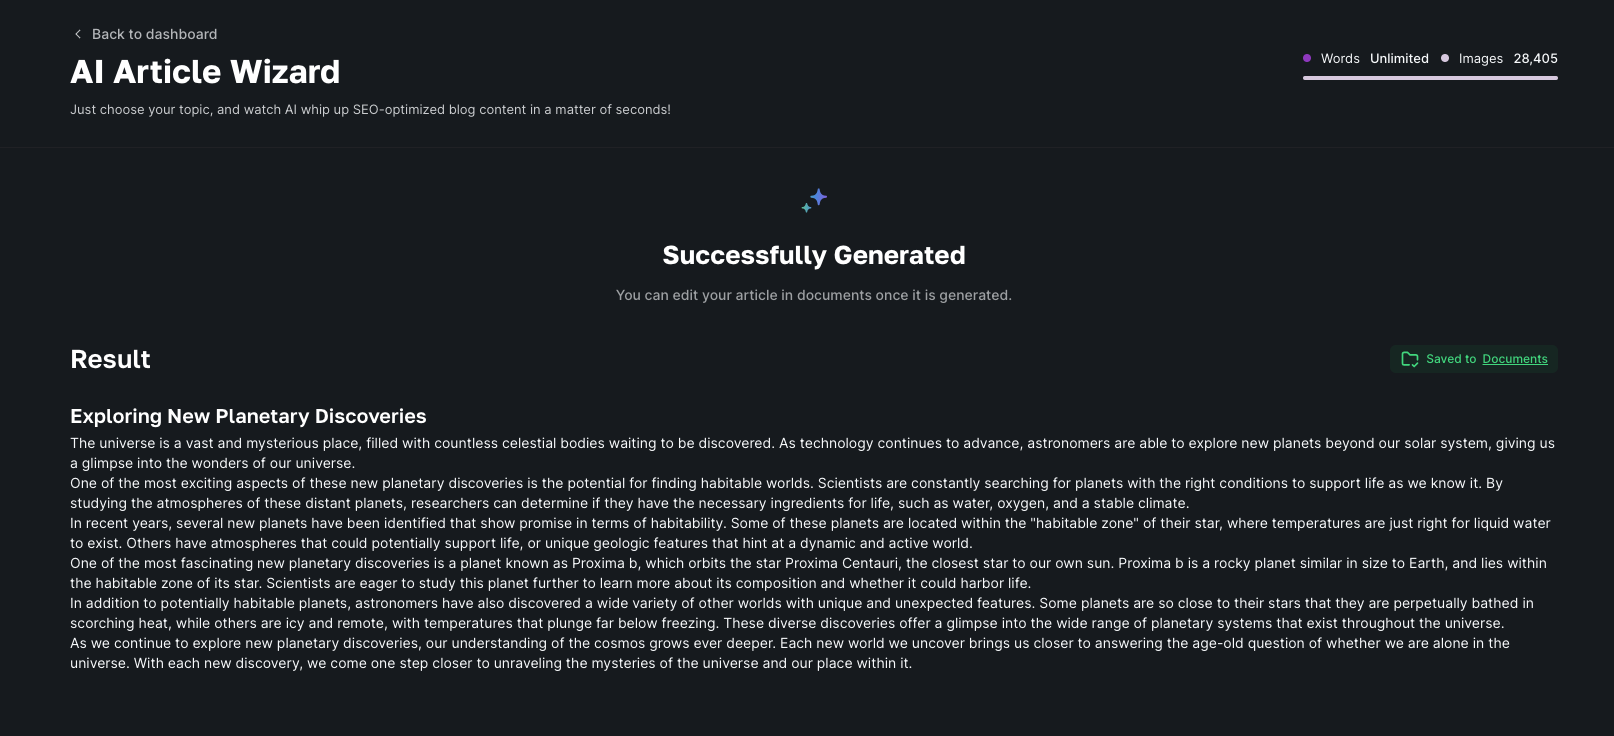 Back to dashboard
AI Article Wizard
Just choose your topic, and watch AI whip up SEO-optimized blog content in a matter of seconds!
Words Unlimited Images 28,405
Successfully Generated
You can edit your article in documents once it is generated.
Result
Saved to Documents
Exploring New Planetary Discoveries
The universe is a vast and mysterious place, filled with countless celestial bodies waiting to be discovered. As technology continues to advance, astronomers are able to explore new planets beyond our solar system, giving us
a glimpse into the wonders of our universe.
One of the most exciting aspects of these new planetary discoveries is the potential for finding habitable worlds. Scientists are constantly searching for planets with the right conditions to support life as we know it. By
studying the atmospheres of these distant planets, researchers can determine if they have the necessary ingredients for life, such as water, oxygen, and a stable climate.
In recent years, several new planets have been identified that show promise in terms of habitability. Some of these planets are located within the "habitable zone" of their star, where temperatures are just right for liquid water
to exist. Others have atmospheres that could potentially support life, or unique geologic features that hint at a dynamic and active world.
One of the most fascinating new planetary discoveries is a planet known as Proxima b, which orbits the star Proxima Centauri, the closest star to our own sun. Proxima b is a rocky planet similar in size to Earth, and lies within
the habitable zone of its star. Scientists are eager to study this planet further to learn more about its composition and whether it could harbor life.
In addition to potentially habitable planets, astronomers have also discovered a wide variety of other worlds with unique and unexpected features. Some planets are so close to their stars that they are perpetually bathed in
scorching heat, while others are icy and remote, with temperatures that plunge far below freezing. These diverse discoveries offer a glimpse into the wide range of planetary systems that exist throughout the universe.
As we continue to explore new planetary discoveries, our understanding of the cosmos grows ever deeper. Each new world we uncover brings us closer to answering the age-old question of whether we are alone in the
universe. With each new discovery, we come one step closer to unraveling the mysteries of the universe and our place within it.